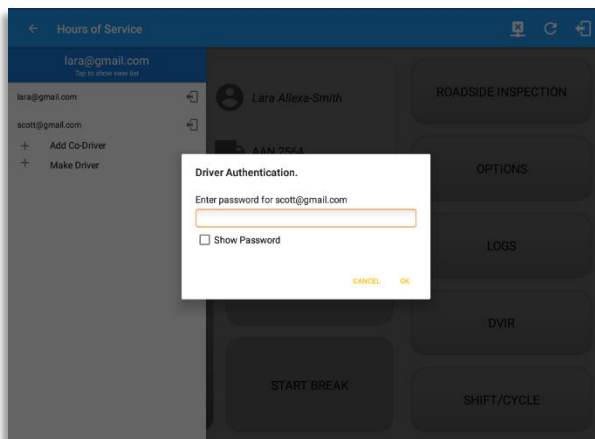 Hours of Service
lara@gmail.com
Tap to show view list
lara@gmail.com
scott@gmail.com
Add Co-Driver
Make Driver
Lara Allexa-Smith
AAN 2564
ROADSIDE INSPECTION
OPTIONS
LOGS
DVIR
SHIFT/CYCLE
START BREAK
Driver Authentication.
Enter password for scott@gmail.com
Show Password
CANCEL OK